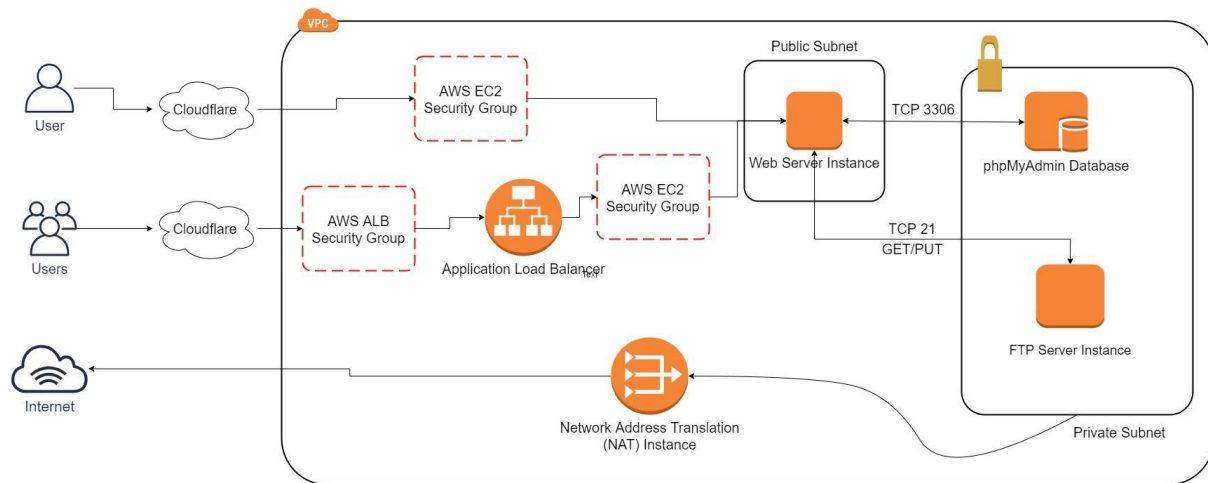 VPC
Public Subnet
User
Cloudflare
AWS EC2
Security Group
Web Server Instance
TCP 3306
phpMyAdmin Database
Users
Cloudflare
AWS ALB
Security Group
Application Load Balancer
Text
AWS EC2
Security Group
TCP 21
GET/PUT
FTP Server Instance
Internet
Network Address Translation
(NAT) Instance
Private Subnet